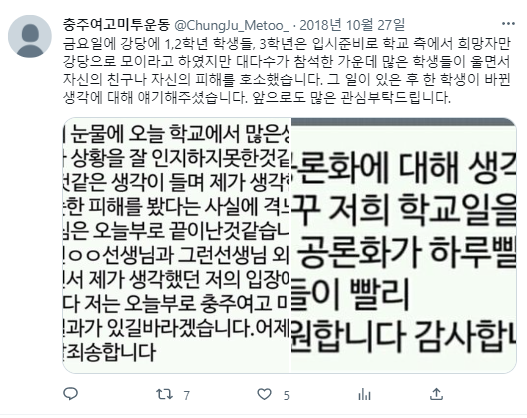 충주여고미투운동 @ChungJu_Metoo_ · 2018년 10월 27일
금요일에 강당에 1,2학년 학생들, 3학년은 입시준비로 학교 측에서 희망자만
강당으로 모이라고 하였지만 대다수가 참석한 가운데 많은 학생들이 울면서
자신의 친구나 자신의 피해를 호소했습니다. 그 일이 있은 후 한 학생이 바뀐
생각에 대해 얘기해주셨습니다. 앞으로도 많은 관심부탁드립니다.
눈물에 오늘 학교에서 많은
상황을 잘 인지하지못한것같
것같은 생각이 들며 제가 생각
피해를 봤다는 사실에 격
오늘부로 끝이난것같습니
ㅇㅇ선생님과 그런선생님 외
제가 생각했던 저의 입장에
저는 오늘부로 충주여고 미
있길바라겠습니다.어제
죄송합니다
론화에 대해 생각
꾸 저희 학교일을
공론화가 하루빨
들이 빨리
원합니다 감사합니
7
5